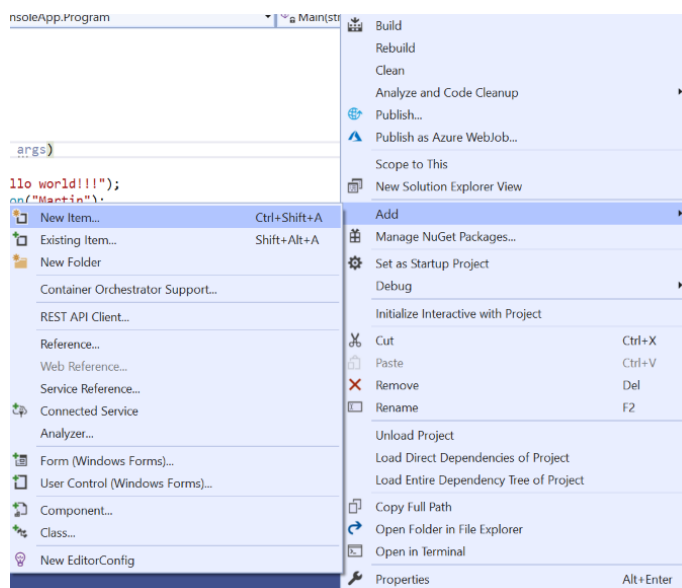 nsoleApp.Program
Main(str
args)
llo world!!!");
on("Martin");
New Item... Ctrl+Shift+A
Existing Item... Shift+Alt+A
New Folder
Container Orchestrator Support...
REST API Client...
Reference...
Web Reference...
Service Reference...
Connected Service
Analyzer...
Form (Windows Forms)...
User Control (Windows Forms)...
Component...
Class...
New EditorConfig
Build
Rebuild
Clean
Analyze and Code Cleanup
Publish...
Publish as Azure WebJob...
Scope to This
New Solution Explorer View
Add
Manage NuGet Packages...
Set as Startup Project
Debug
Initialize Interactive with Project
Cut Ctrl+X
Paste Ctrl+V
Remove Del
Rename F2
Unload Project
Load Direct Dependencies of Project
Load Entire Dependency Tree of Project
Copy Full Path
Open Folder in File Explorer
Open in Terminal
Properties Alt+Enter